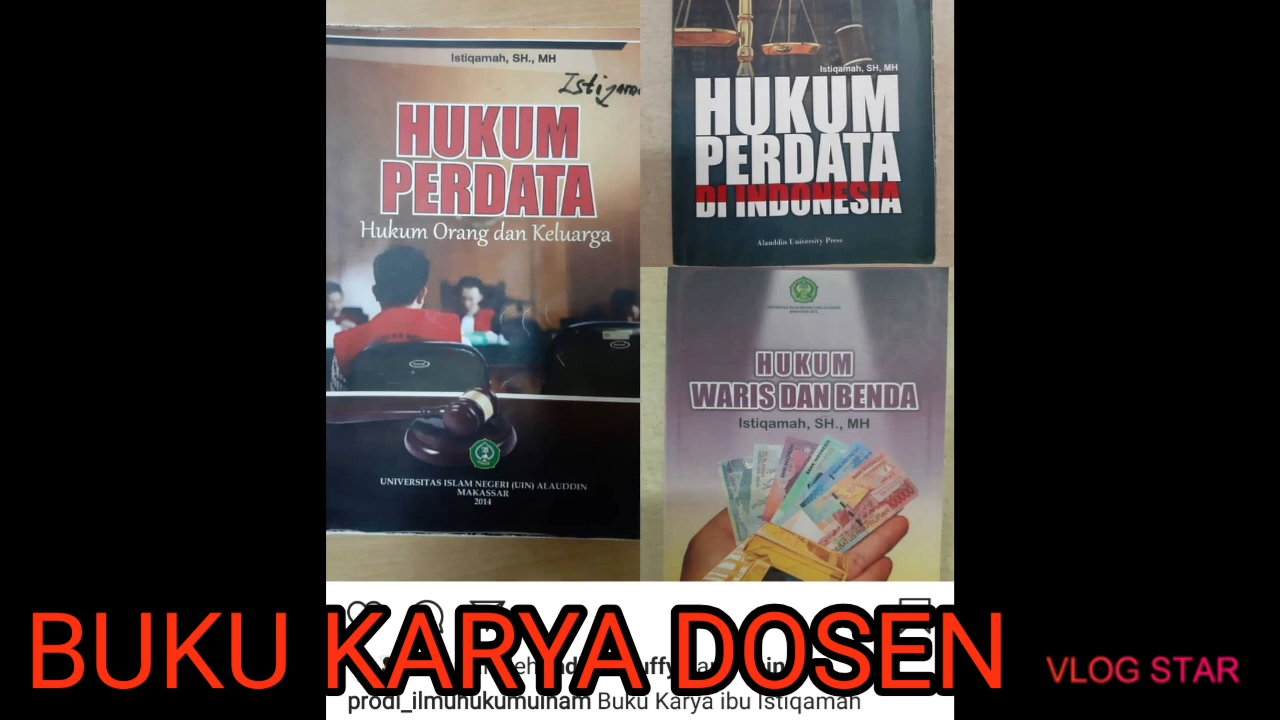 Istiqamah, SH., MH
HUKUM
PERDATA
Hukum Orang dan Keluarga
UNIVERSITAS ISLAM NEGERI (UIN) ALAUDDIN
MAKASSAR
2014
Istiqamah, SH, MH
HUKUM
PERDATA
DI INDONESIA
Alauddin University Press
HUKUM
WARIS DAN BENDA
Istiqamah, SH., MH
BUKU KARYA DOSEN
VLOG STAR
prodi_ilmuhukumuinam Buku Karya ibu Istiqamah